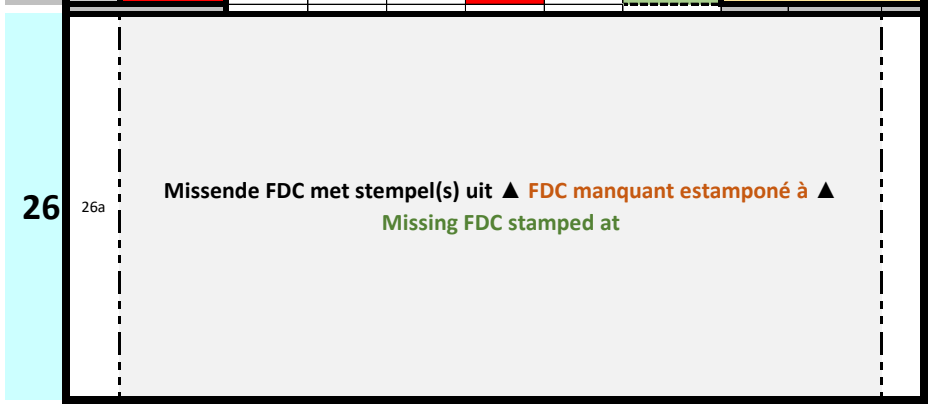 26
26a
Missende FDC met stempel(s) uit ▲ FDC manquant estamponé à ▲
Missing FDC stamped at